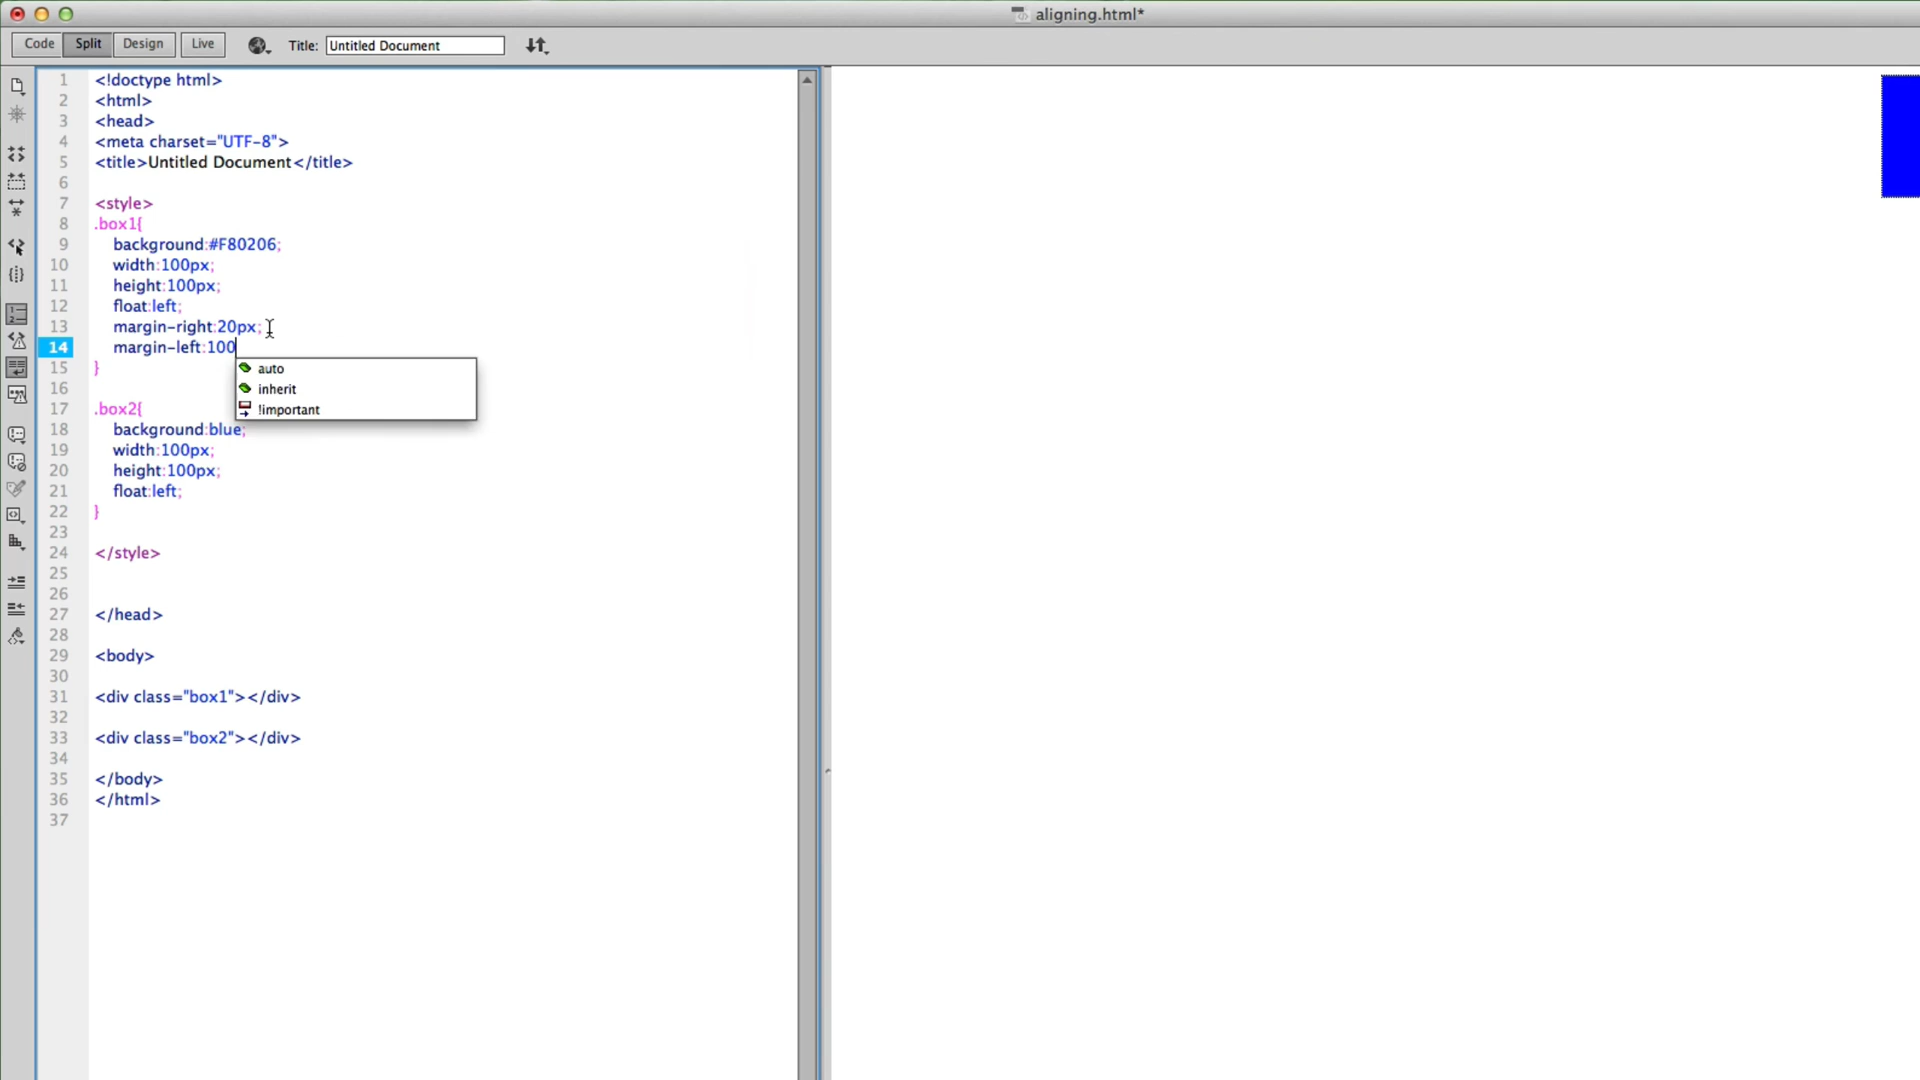 aligning.html*
Code Split Design Live Title: Untitled Document
1 <!doctype html>
2 <html>
3 <head>
4 <meta charset="UTF-8">
5 <title>Untitled Document</title>
6
7 <style>
8 .box1{
9 background:#F80206;
10 width:100px;
11 height:100px;
12 float:left;
13 margin-right:20px;
14 margin-left:100
15 }
auto
16
inherit
17 .box2{
!important
18 background:blue;
19 width:100px;
20 height:100px;
21 float:left;
22 }
23
24 </style>
25
26
27 </head>
28
29 <body>
30
31 <div class="box1"></div>
32
33 <div class="box2"></div>
34
35 </body>
36 </html>
37